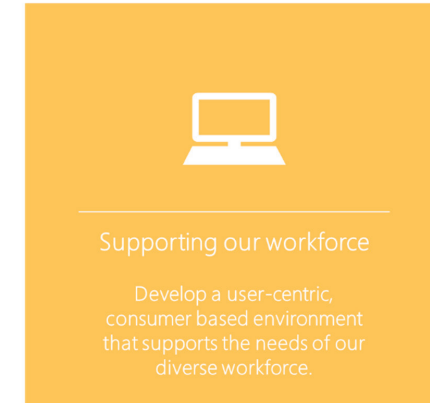 Supporting our workforce
Develop a user-centric,
consumer based environment
that supports the needs of our
diverse workforce.